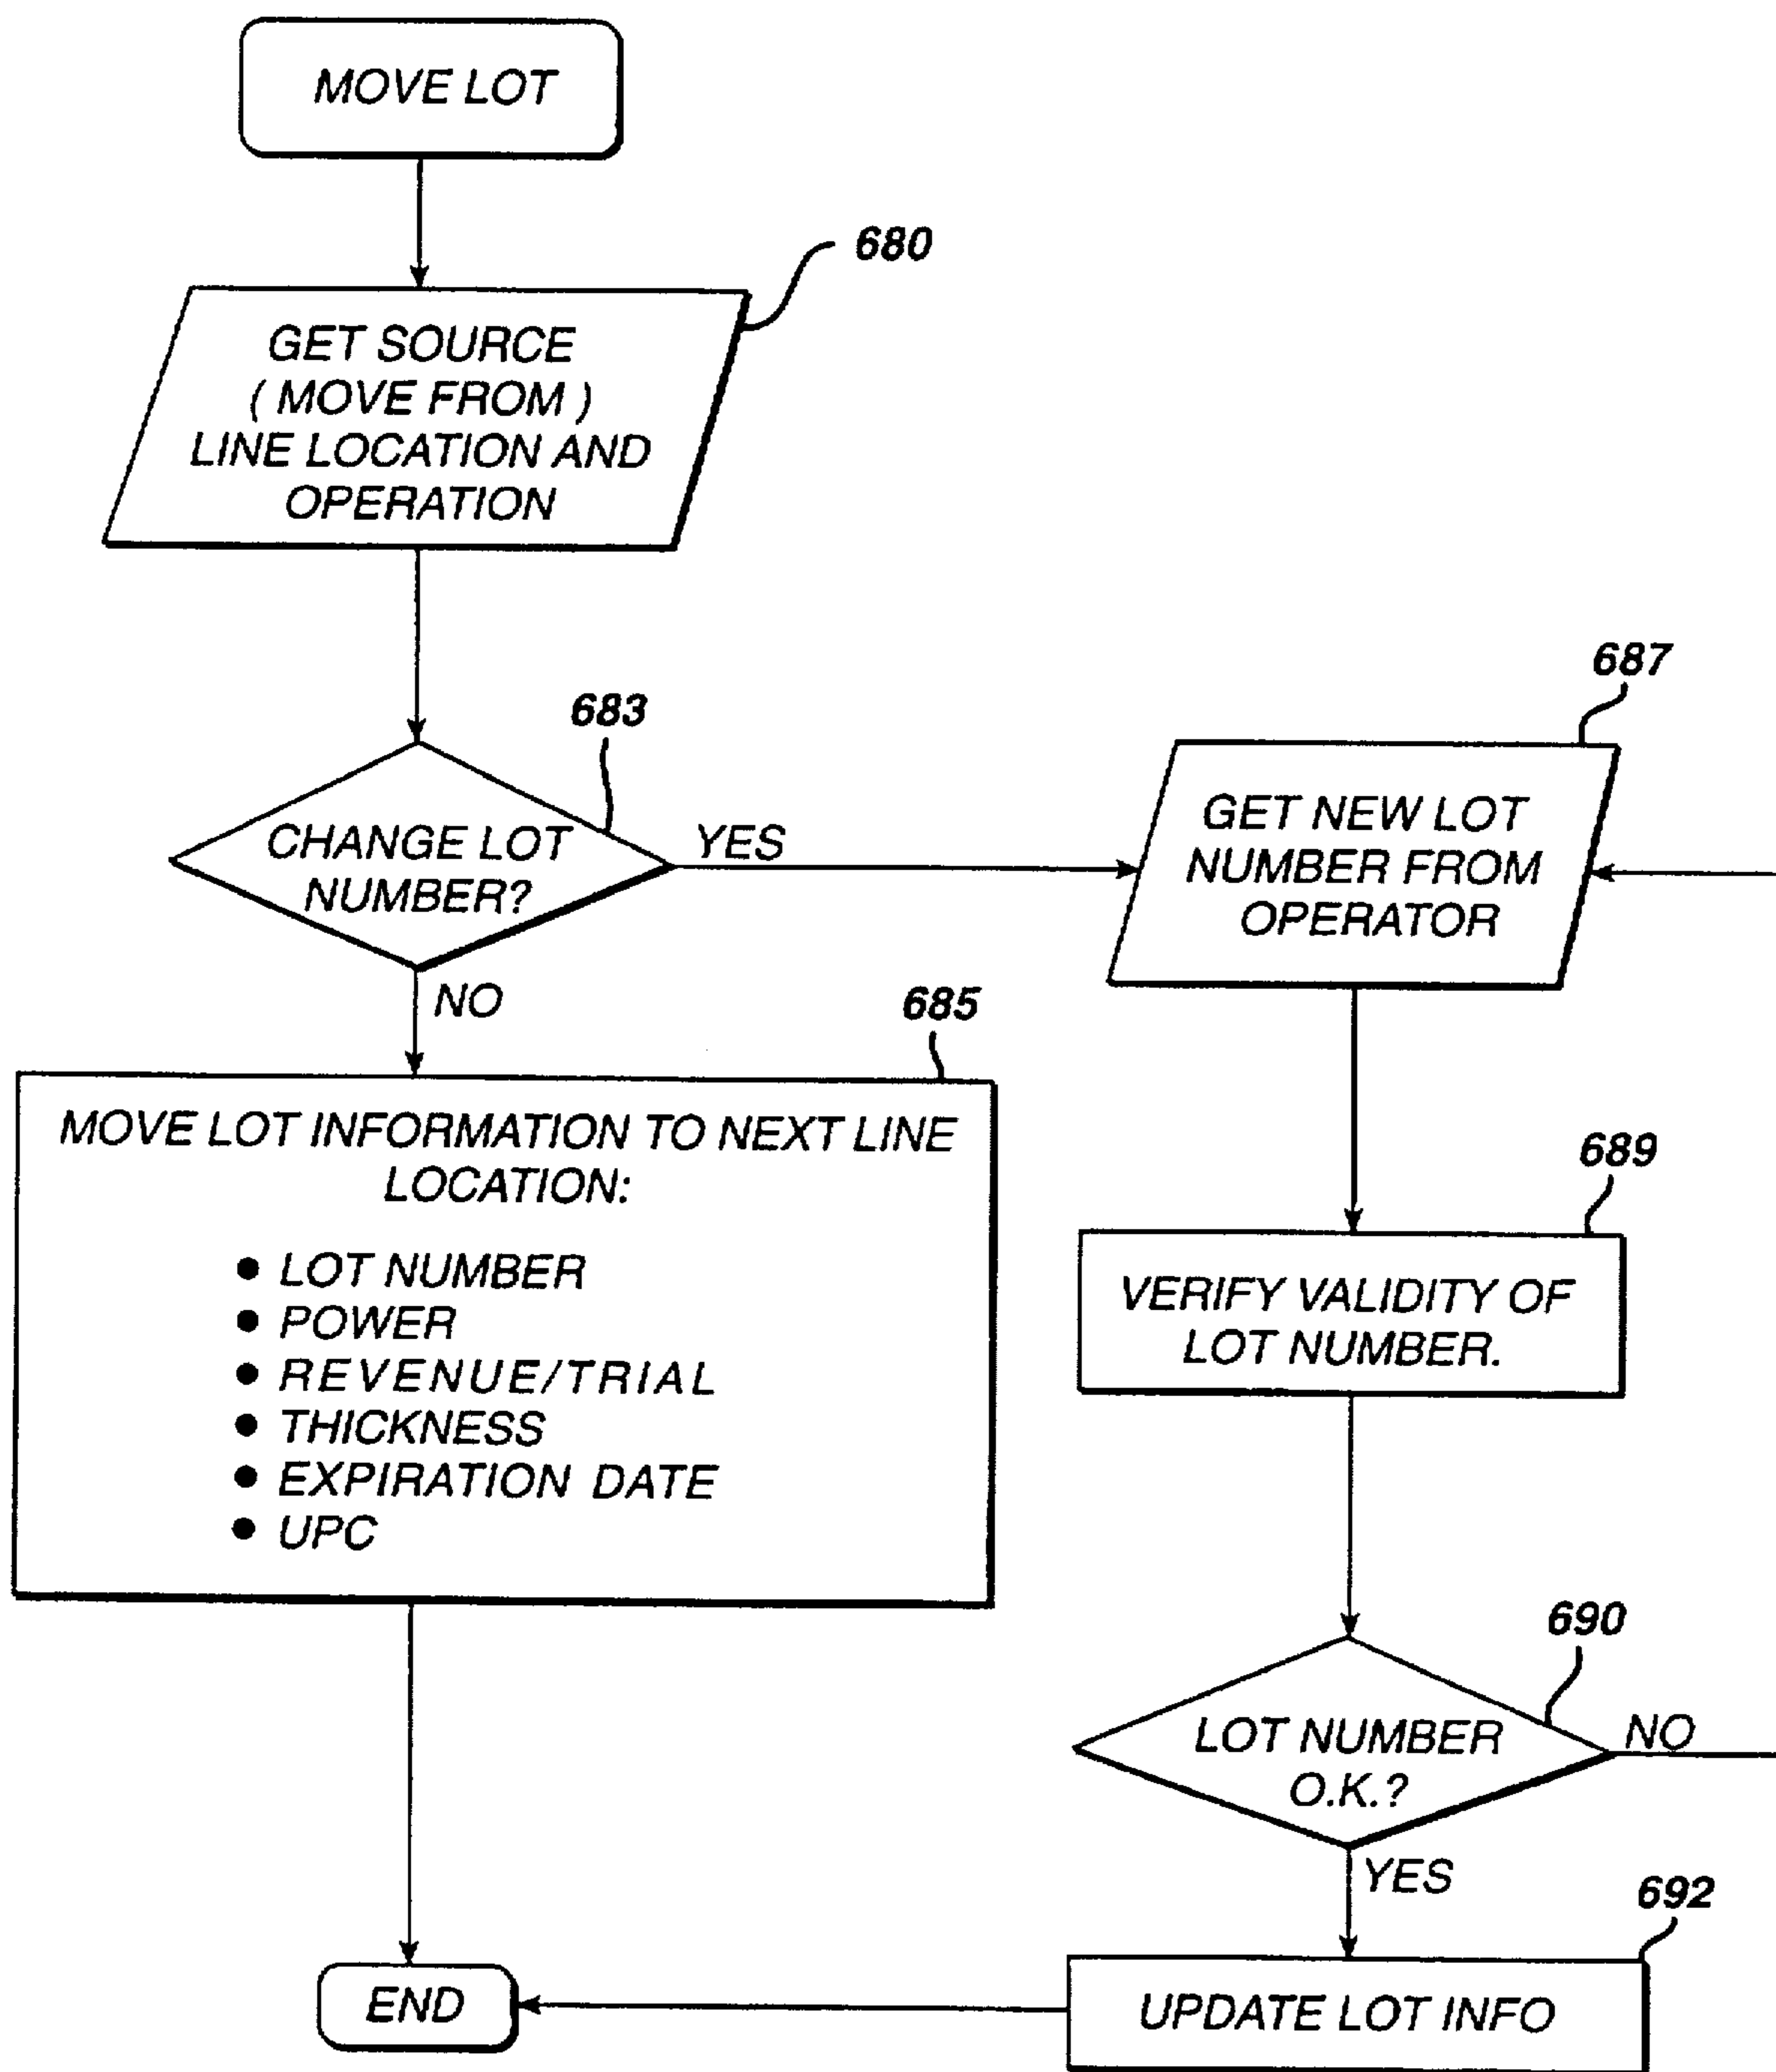 MOVE LOT
680
GET SOURCE
( MOVE FROM )
LINE LOCATION AND
OPERATION
683
CHANGE LOT
NUMBER?
YES
NO
687
GET NEW LOT
NUMBER FROM
OPERATOR
685
MOVE LOT INFORMATION TO NEXT LINE
LOCATION:
● LOT NUMBER
● POWER
● REVENUE/TRIAL
● THICKNESS
● EXPIRATION DATE
● UPC
689
VERIFY VALIDITY OF
LOT NUMBER.
690
LOT NUMBER
O.K.?
NO
YES
692
UPDATE LOT INFO
END